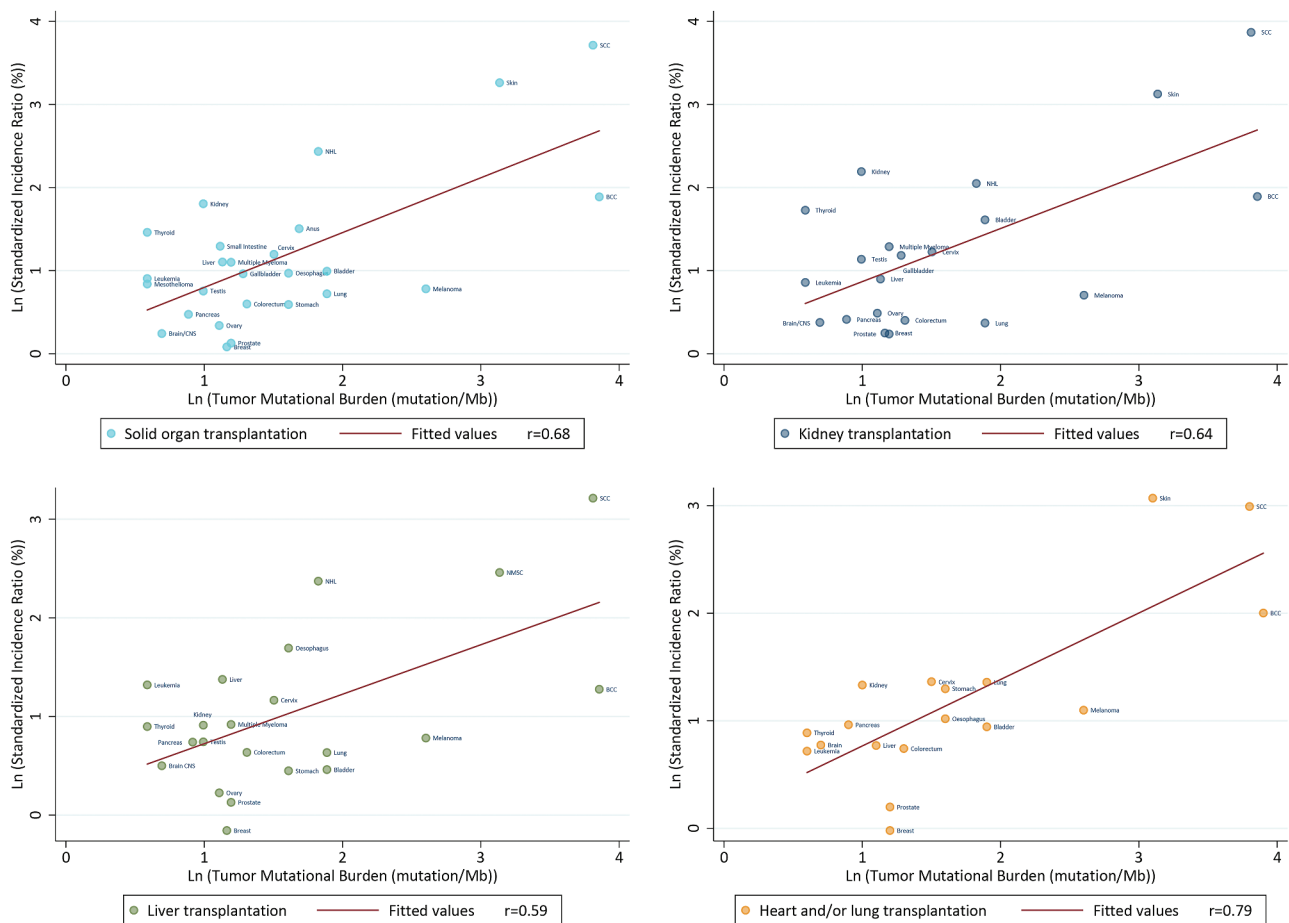 Ln (Standardized Incidence Ratio (%))
4
3
2
1
0
SCC
Skin
NHL
BCC
Kidney
Thyroid
Anus
Small Intestine
Cervix
Liver
Multiple Myeloma
Gallbladder
Oesophagus
Bladder
Leukemia
Mesothelioma
Testis
Lung
Melanoma
Colorectum
Stomach
Pancreas
Ovary
Brain/CNS
Prostate
Breast
0 1 2 3 4
Ln (Tumor Mutational Burden (mutation/Mb))
Solid organ transplantation Fitted values r=0.68
Ln (Standardized Incidence Ratio (%))
4
3
2
1
0
SCC
Skin
Kidney
NHL
BCC
Thyroid
Bladder
Multiple Myeloma
Cervix
Testis
Gallbladder
Leukemia
Liver
Melanoma
Ovary
Brain/CNS
Pancreas
Colorectum
Lung
Prostate
Breast
0 1 2 3 4
Ln (Tumor Mutational Burden (mutation/Mb))
Kidney transplantation Fitted values r=0.64
Ln (Standardized Incidence Ratio (%))
3
2
1
0
SCC
NMSC
NHL
Oesophagus
Leukemia
Liver
BCC
Cervix
Kidney
Thyroid
Multiple Myeloma
Pancreas
Testis
Melanoma
Colorectum
Lung
Brain CNS
Stomach
Bladder
Ovary
Prostate
Breast
0 1 2 3 4
Ln (Tumor Mutational Burden (mutation/Mb))
Liver transplantation Fitted values r=0.59
Ln (Standardized Incidence Ratio (%))
3
2
1
0
Skin
SCC
BCC
Kidney
Cervix
Lung
Stomach
Melanoma
Oesophagus
Pancreas
Bladder
Thyroid
Brain
Liver
Leukemia
Colorectum
Prostate
Breast
0 1 2 3 4
Ln (Tumor Mutational Burden (mutation/Mb))
Heart and/or lung transplantation Fitted values r=0.79